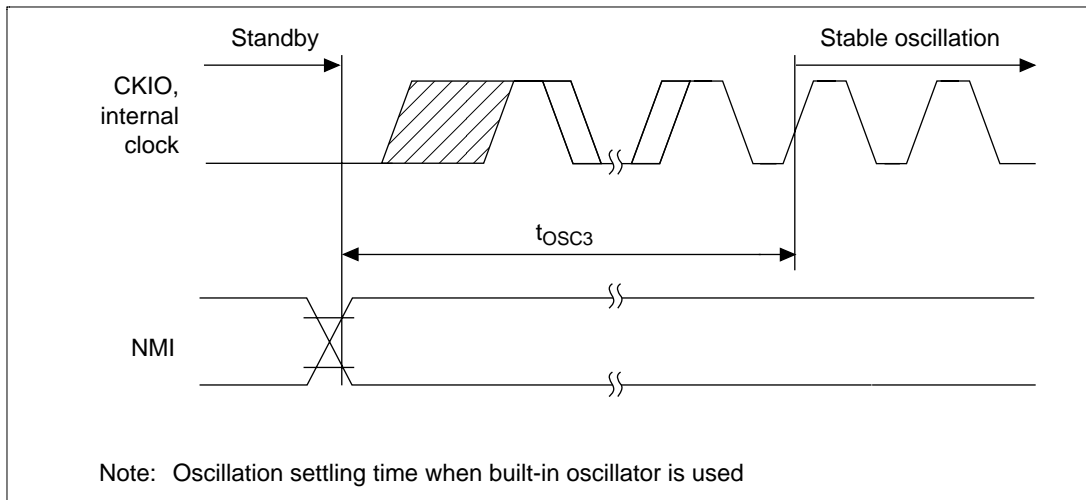 Standby
Stable oscillation
CKIO,
internal
clock
tOSC3
NMI
Note: Oscillation settling time when built-in oscillator is used